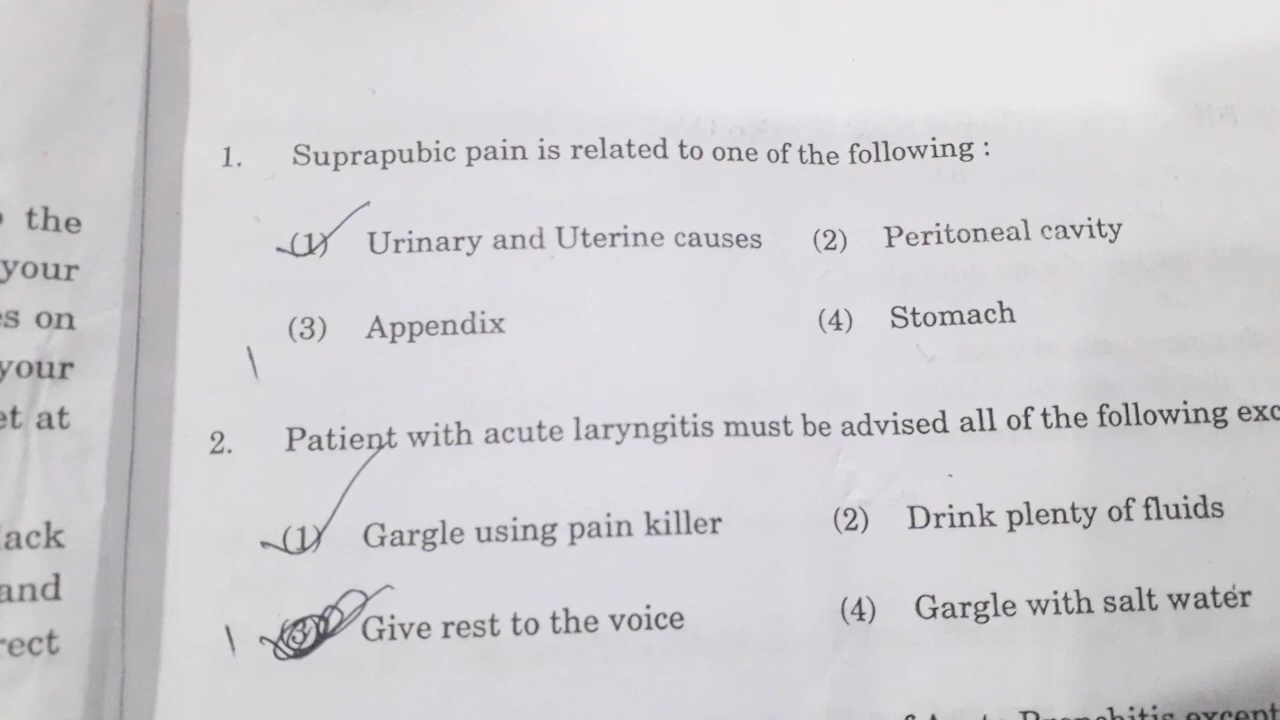 the
your
on
your
at
and
1. Suprapubic pain is related to one of the following :
(1) Urinary and Uterine causes (2) Peritoneal cavity
(3) Appendix (4) Stomach
2. Patient with acute laryngitis must be advised all of the following exc
(1) Gargle using pain killer (2) Drink plenty of fluids
(3) Give rest to the voice (4) Gargle with salt water
Bronchitis except